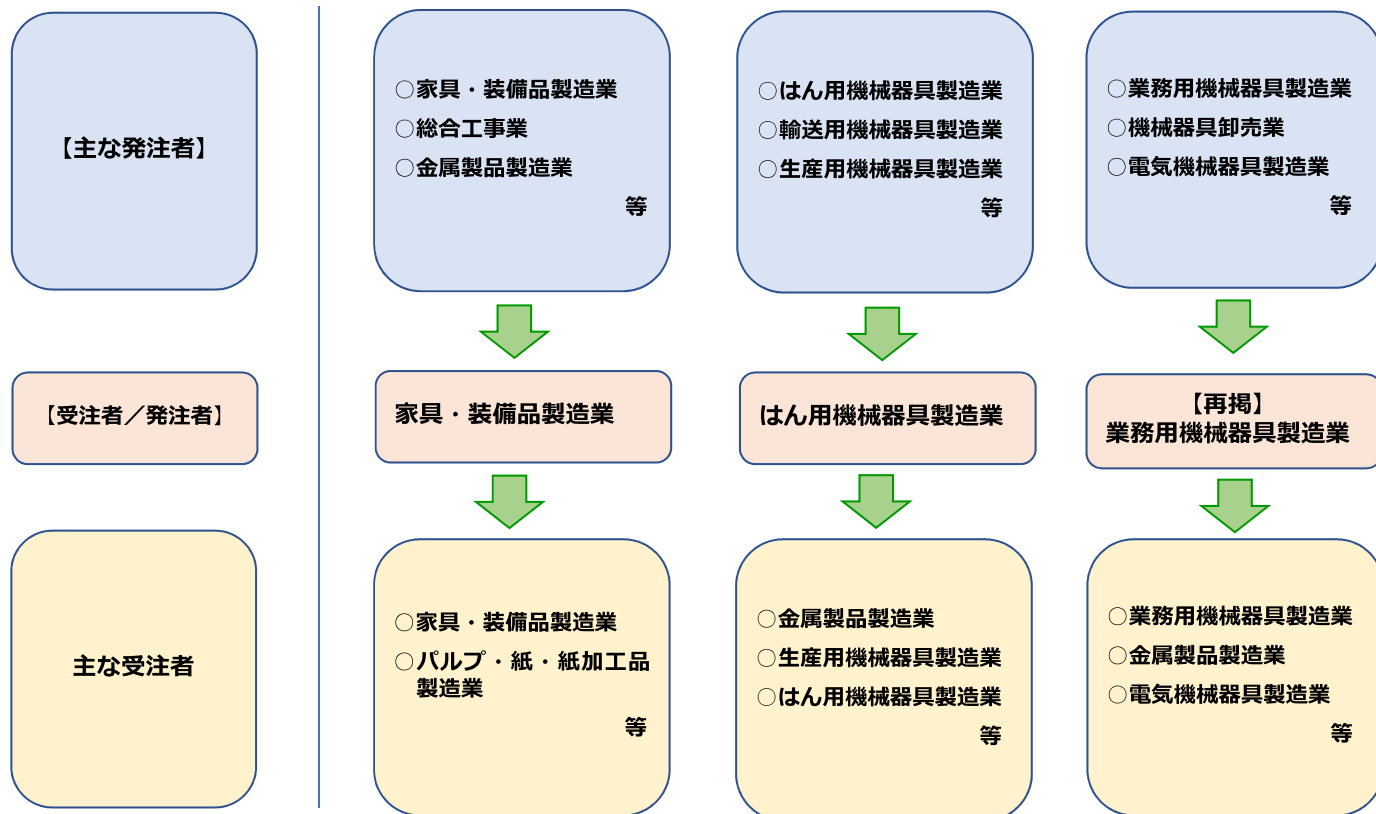 【主な発注者】
○家具・装備品製造業
○総合工事業
○金属製品製造業
等
○はん用機械器具製造業
○輸送用機械器具製造業
○生産用機械器具製造業
等
○業務用機械器具製造業
○機械器具卸売業
○電気機械器具製造業
等
【受注者／発注者】
家具・装備品製造業
はん用機械器具製造業
【再掲】
業務用機械器具製造業
主な受注者
○家具・装備品製造業
○パルプ・紙・紙加工品
製造業
等
○金属製品製造業
○生産用機械器具製造業
○はん用機械器具製造業
等
○業務用機械器具製造業
○金属製品製造業
○電気機械器具製造業
等